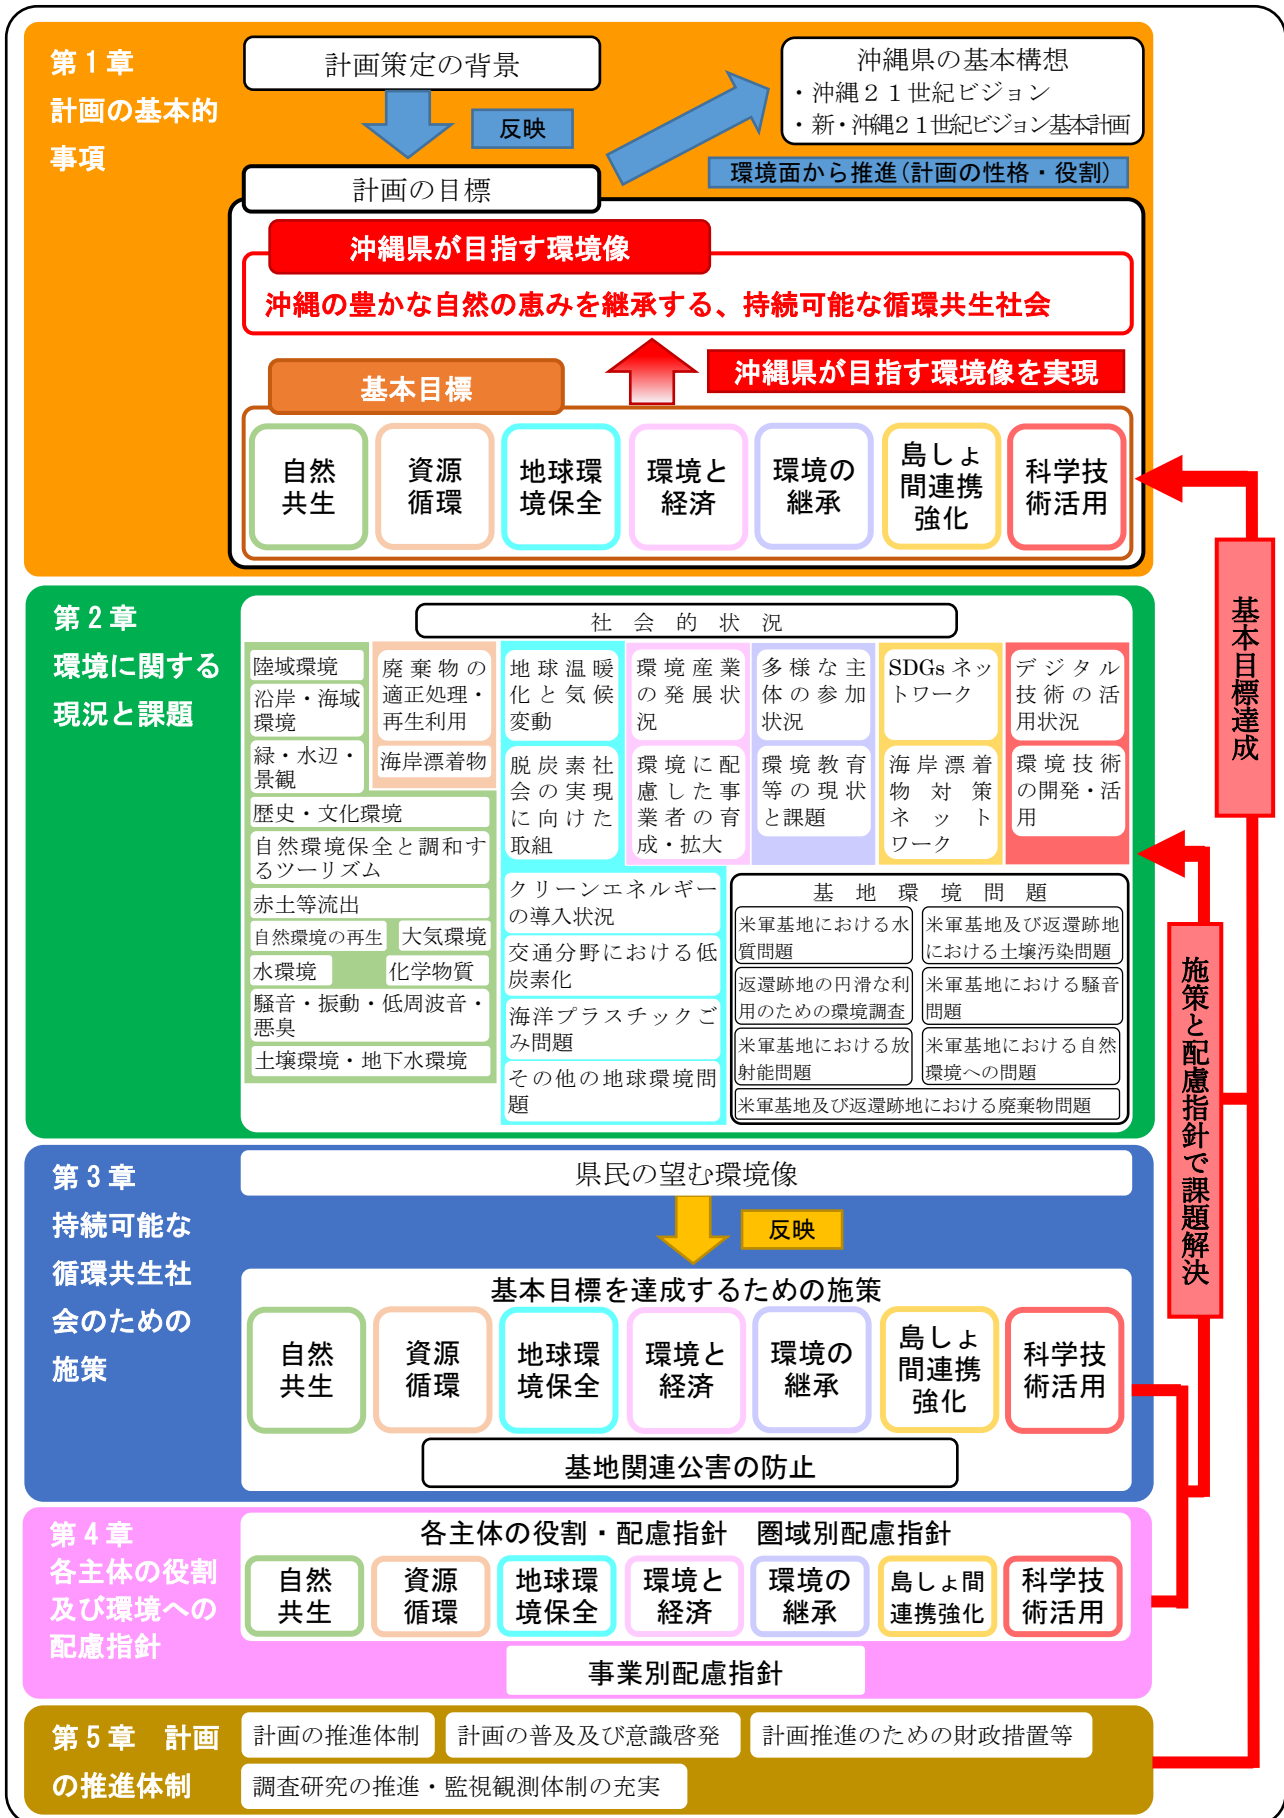 第1章
計画の基本的
事項
計画策定の背景
反映
沖縄県の基本構想
・沖縄２１世紀ビジョン
・新・沖縄２１世紀ビジョン基本計画
環境面から推進（計画の性格・役割）
計画の目標
沖縄県が目指す環境像
沖縄の豊かな自然の恵みを継承する、持続可能な循環共生社会
沖縄県が目指す環境像を実現
基本目標
自然
共生
資源
循環
地球環
境保全
環境と
経済
環境の
継承
島しょ
間連携
強化
科学技
術活用
基本目標達成
第2章
環境に関する
現況と課題
社会的状況
陸域環境
沿岸・海域
環境
緑・水辺・
景観
歴史・文化環境
自然環境保全と調和す
るツーリズム
赤土等流出
自然環境の再生
大気環境
水環境
化学物質
騒音・振動・低周波音・
悪臭
土壌環境・地下水環境
廃棄物の
適正処理・
再生利用
海岸漂着物
地球温暖
化と気候
変動
脱炭素社
会の実現
に向けた
取組
クリーンエネルギー
の導入状況
交通分野における低
炭素化
海洋プラスチックご
み問題
その他の地球環境問
題
環境産業
の発展状
況
環境に配
慮した事
業者の育
成・拡大
多様な主
体の参加
状況
環境教育
等の現状
と課題
SDGsネッ
トワーク
海岸漂着
物対策
ネット
ワーク
デジタル
技術の活
用状況
環境技術
の開発・活
用
基地環境問題
米軍基地における水
質問題
米軍基地及び返還跡地
における土壌汚染問題
返還跡地の円滑な利
用のための環境調査
米軍基地における騒音
問題
米軍基地における放
射能問題
米軍基地における自然
環境への問題
米軍基地及び返還跡地における廃棄物問題
施策と配慮指針で課題解決
第3章
持続可能な
循環共生社
会のための
施策
県民の望む環境像
反映
基本目標を達成するための施策
自然
共生
資源
循環
地球環
境保全
環境と
経済
環境の
継承
島しょ
間連携
強化
科学技
術活用
基地関連公害の防止
第4章
各主体の役割
及び環境への
配慮指針
各主体の役割・配慮指針　圏域別配慮指針
自然
共生
資源
循環
地球環
境保全
環境と
経済
環境の
継承
島しょ間
連携強化
科学技
術活用
事業別配慮指針
第5章　計画
の推進体制
計画の推進体制
計画の普及及び意識啓発
計画推進のための財政措置等
調査研究の推進・監視観測体制の充実